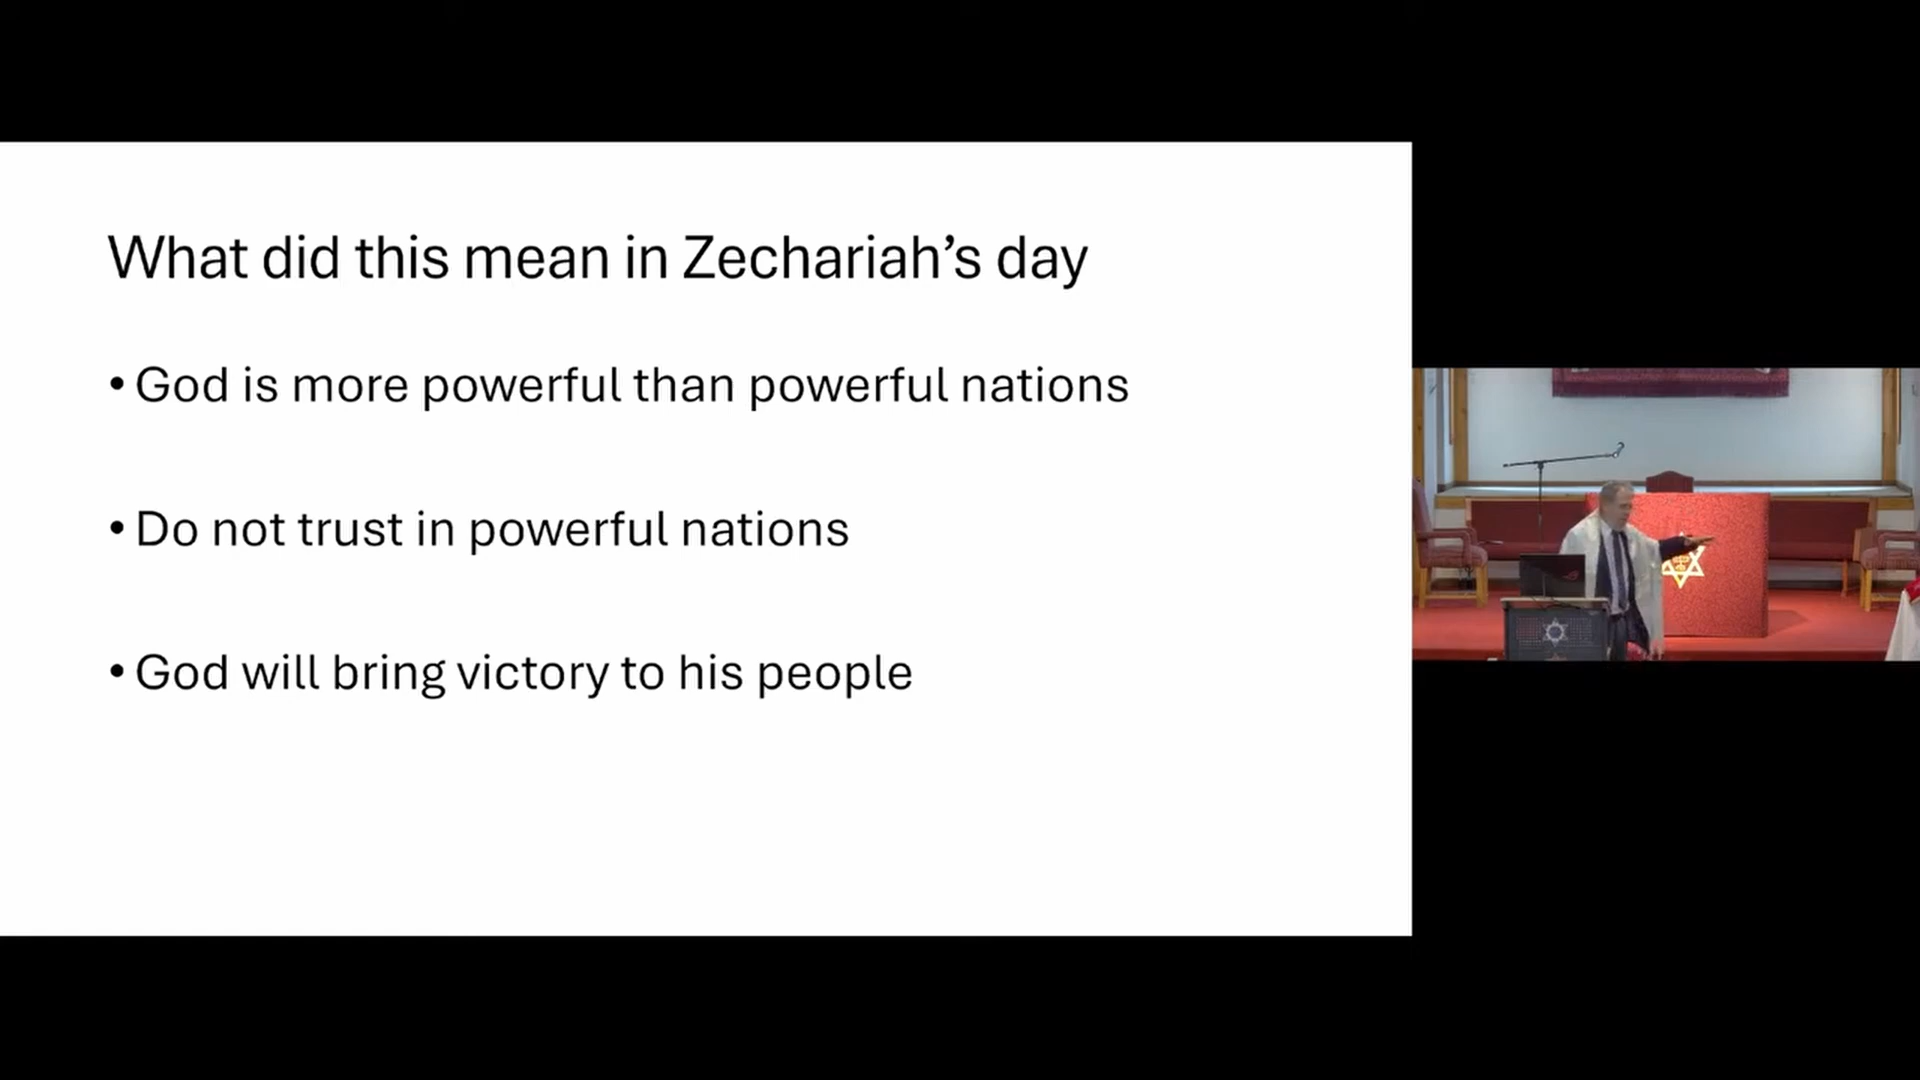 What did this mean in Zechariah’s day
• God is more powerful than powerful nations
• Do not trust in powerful nations
• God will bring victory to his people